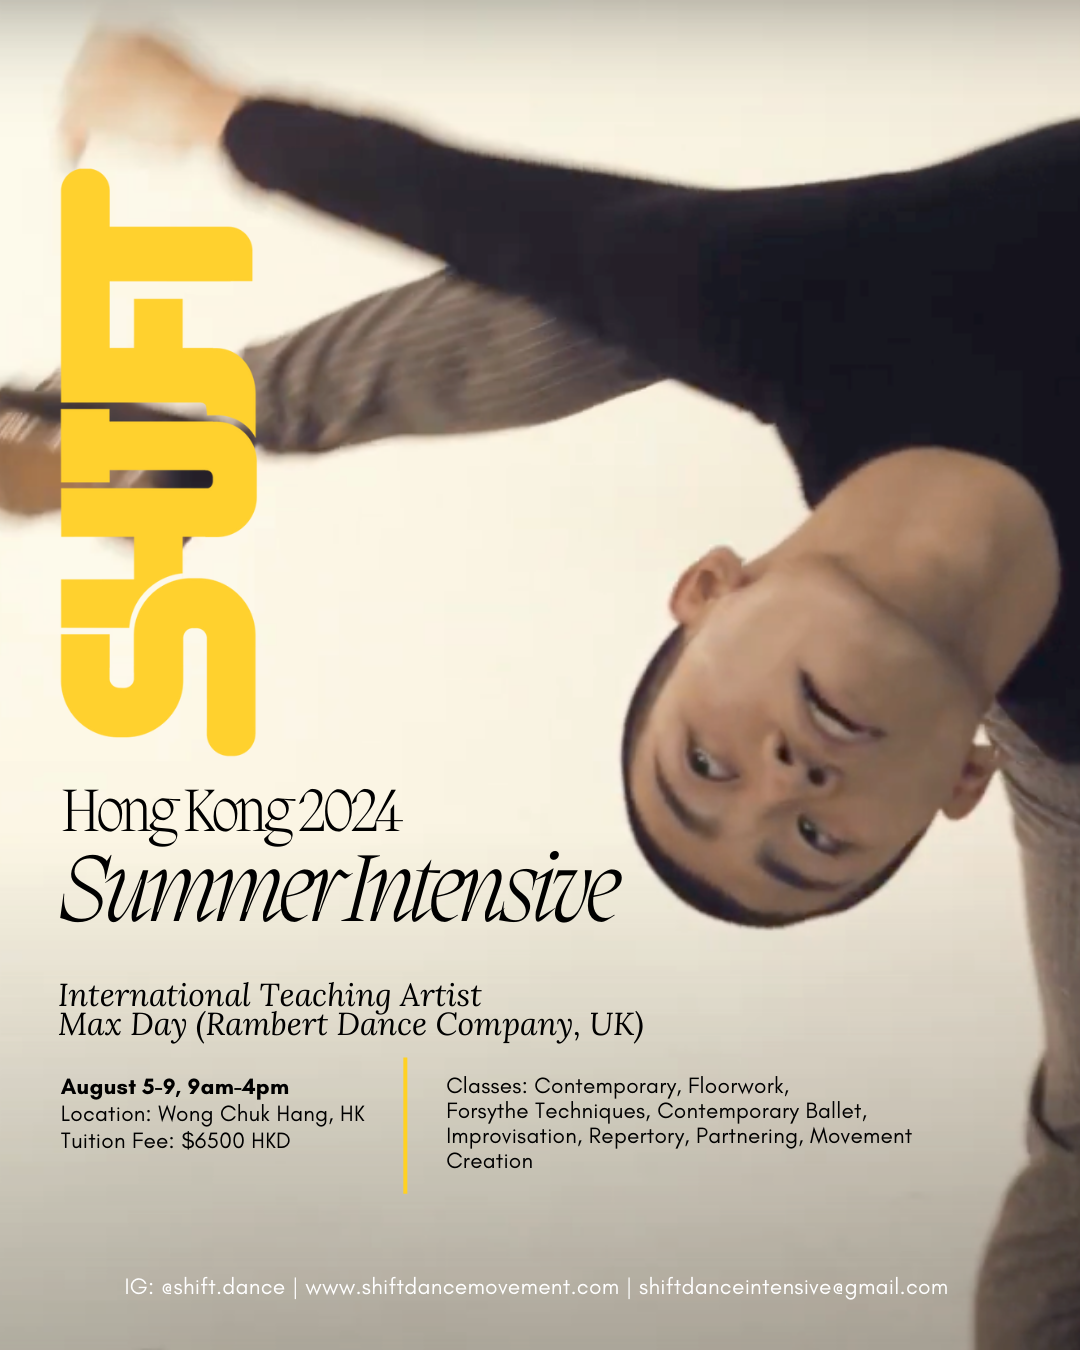 SHIFT
Hong Kong 2024
Summer Intensive
International Teaching Artist
Max Day (Rambert Dance Company, UK)
August 5-9, 9am-4pm
Location: Wong Chuk Hang, HK
Tuition Fee: $6500 HKD
Classes: Contemporary, Floorwork,
Forsythe Techniques, Contemporary Ballet,
Improvisation, Repertory, Partnering, Movement
Creation
IG: @shift.dance | www.shiftdancemovement.com | shiftdanceintensive@gmail.com